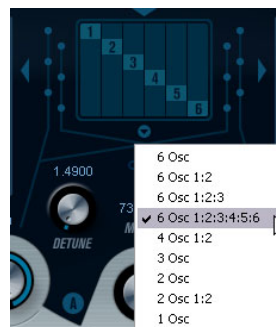 1
2
3
4
5
6
1.4900
DETUNE
73
M
A
6 Osc
6 Osc 1:2
6 Osc 1:2:3
✓ 6 Osc 1:2:3:4:5:6
4 Osc 1:2
3 Osc
2 Osc
2 Osc 1:2
1 Osc